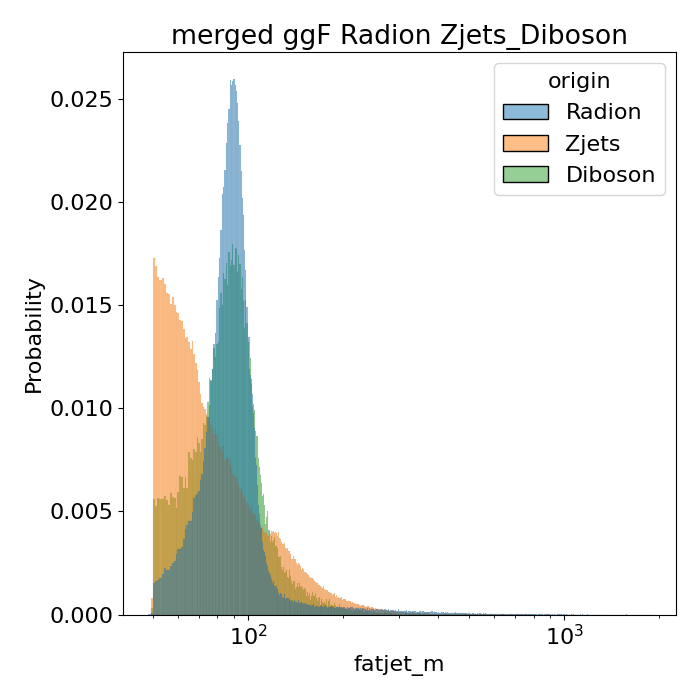 merged ggF Radion Zjets_Diboson
origin
Radion
Zjets
Diboson
0.025
0.020
0.015
0.010
0.005
0.000
Probability
10²
10³
fatjet_m